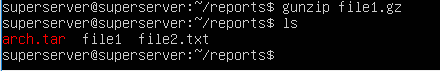 superserver@superserver:~/reports$ gunzip file1.gz
superserver@superserver:~/reports$ ls
arch.tar  file1  file2.txt
superserver@superserver:~/reports$